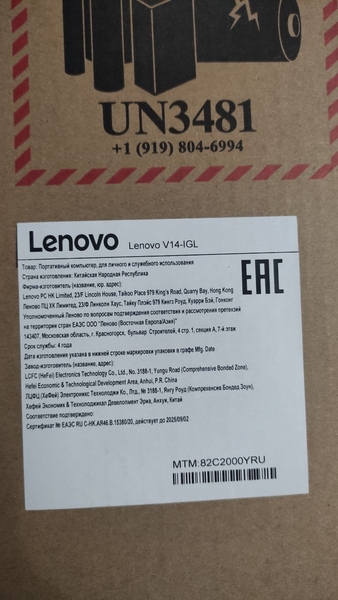 UN3481
+1 (919) 804-6994
Lenovo Lenovo V14-IGL
Товар: Портативный компьютер, для личного и служебного использования
Страна изготовления: Китайская Народная Республика
Фирма-изготовитель (название, юр. адрес):
Lenovo PC HK Limited, 23/F Lincoln House, Taikoo Place 979 King's Road, Quarry Bay, Hong Kong
Леново ПЦ ХК Лимитед, 23/Ф Линколн Хаус, Тайку Плэйс 979 Кингз Роуд, Куарри Бэй, Гонконг
Уполномоченный Леново по вопросам подтверждения соответствия и рассмотрения претензий
на территории стран ЕАЭС ООО "Леново (Восточная Европа/Азия)"
143407, Московская область, г. Красногорск, бульвар Строителей, 4 стр. 1, секция А, 7-й этаж
Срок службы: 4 года
Дата изготовления указана в нижней строке маркировки упаковки в графе Mfg. Date
Завод-изготовитель (название, адрес):
LCFC (HeFei) Electronics Technology Co., Ltd., No. 3188-1, Yungu Road (Comprehensive Bonded Zone),
Hefei Economic & Technological Development Area, Anhui, P.R. China
ЛЦФЦ (ХэФей) Электроникс Технолоджи Ко., Лтд., № 3188-1, Янгу Роуд (Компрехенсив Бондед Зоун),
Хефей Экономик & Технолоджикал Девелопмент Эриа, Анхуи, Китай
Соответствие подтверждено:
Сертификат № ЕАЭС RU С-HK.АЯ46.В.15380/20, действует до 2025/09/02
EAC
MTM:82C2000YRU